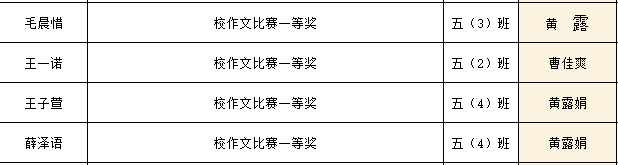 毛晨惜 校作文比赛一等奖 五（3）班 黄 露
王一诺 校作文比赛一等奖 五（2）班 曹佳爽
王子萱 校作文比赛一等奖 五（4）班 黄露娟
薛泽语 校作文比赛一等奖 五（4）班 黄露娟